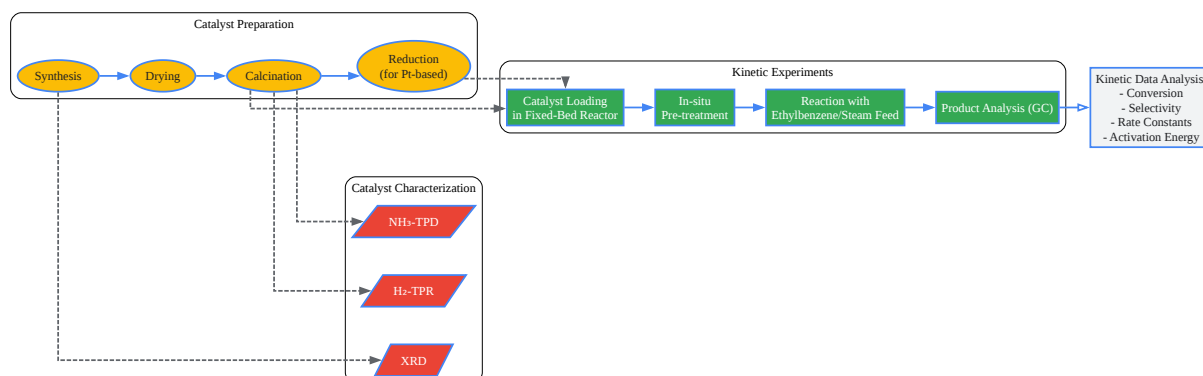 Catalyst Preparation
Synthesis
Drying
Calcination
Reduction
(for Pt-based)
Kinetic Experiments
Catalyst Loading
in Fixed-Bed Reactor
In-situ
Pre-treatment
Reaction with
Ethylbenzene/Steam Feed
Product Analysis (GC)
Kinetic Data Analysis
- Conversion
- Selectivity
- Rate Constants
- Activation Energy
Catalyst Characterization
NH₃-TPD
H₂-TPR
XRD